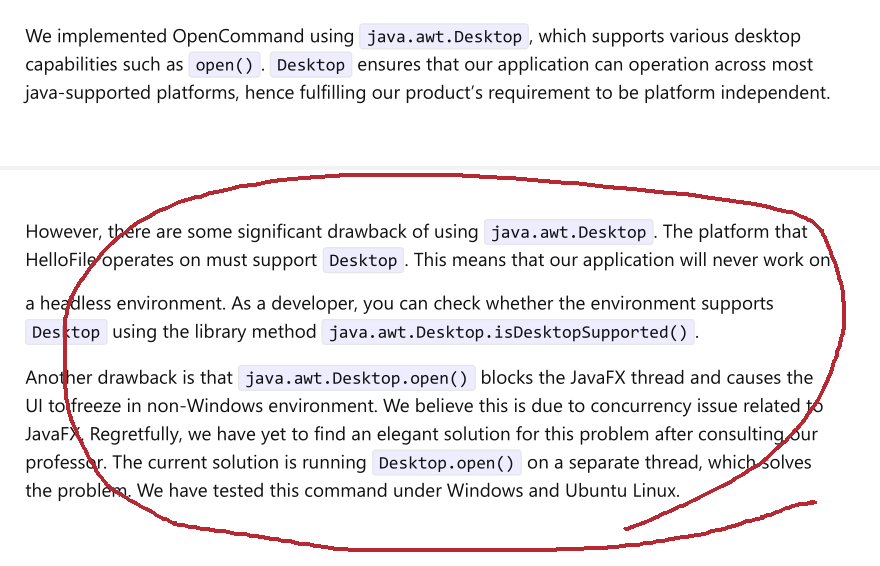 We implemented OpenCommand using java.awt.Desktop, which supports various desktop
capabilities such as open(). Desktop ensures that our application can operation across most
java-supported platforms, hence fulfilling our product's requirement to be platform independent.
However, there are some significant drawback of using java.awt.Desktop. The platform that
HelloFile operates on must support Desktop. This means that our application will never work on
a headless environment. As a developer, you can check whether the environment supports
Desktop using the library method java.awt.Desktop.isDesktopSupported().
Another drawback is that java.awt.Desktop.open() blocks the JavaFX thread and causes the
UI to freeze in non-Windows environment. We believe this is due to concurrency issue related to
JavaFX. Regretfully, we have yet to find an elegant solution for this problem after consulting our
professor. The current solution is running Desktop.open() on a separate thread, which solves
the problem. We have tested this command under Windows and Ubuntu Linux.